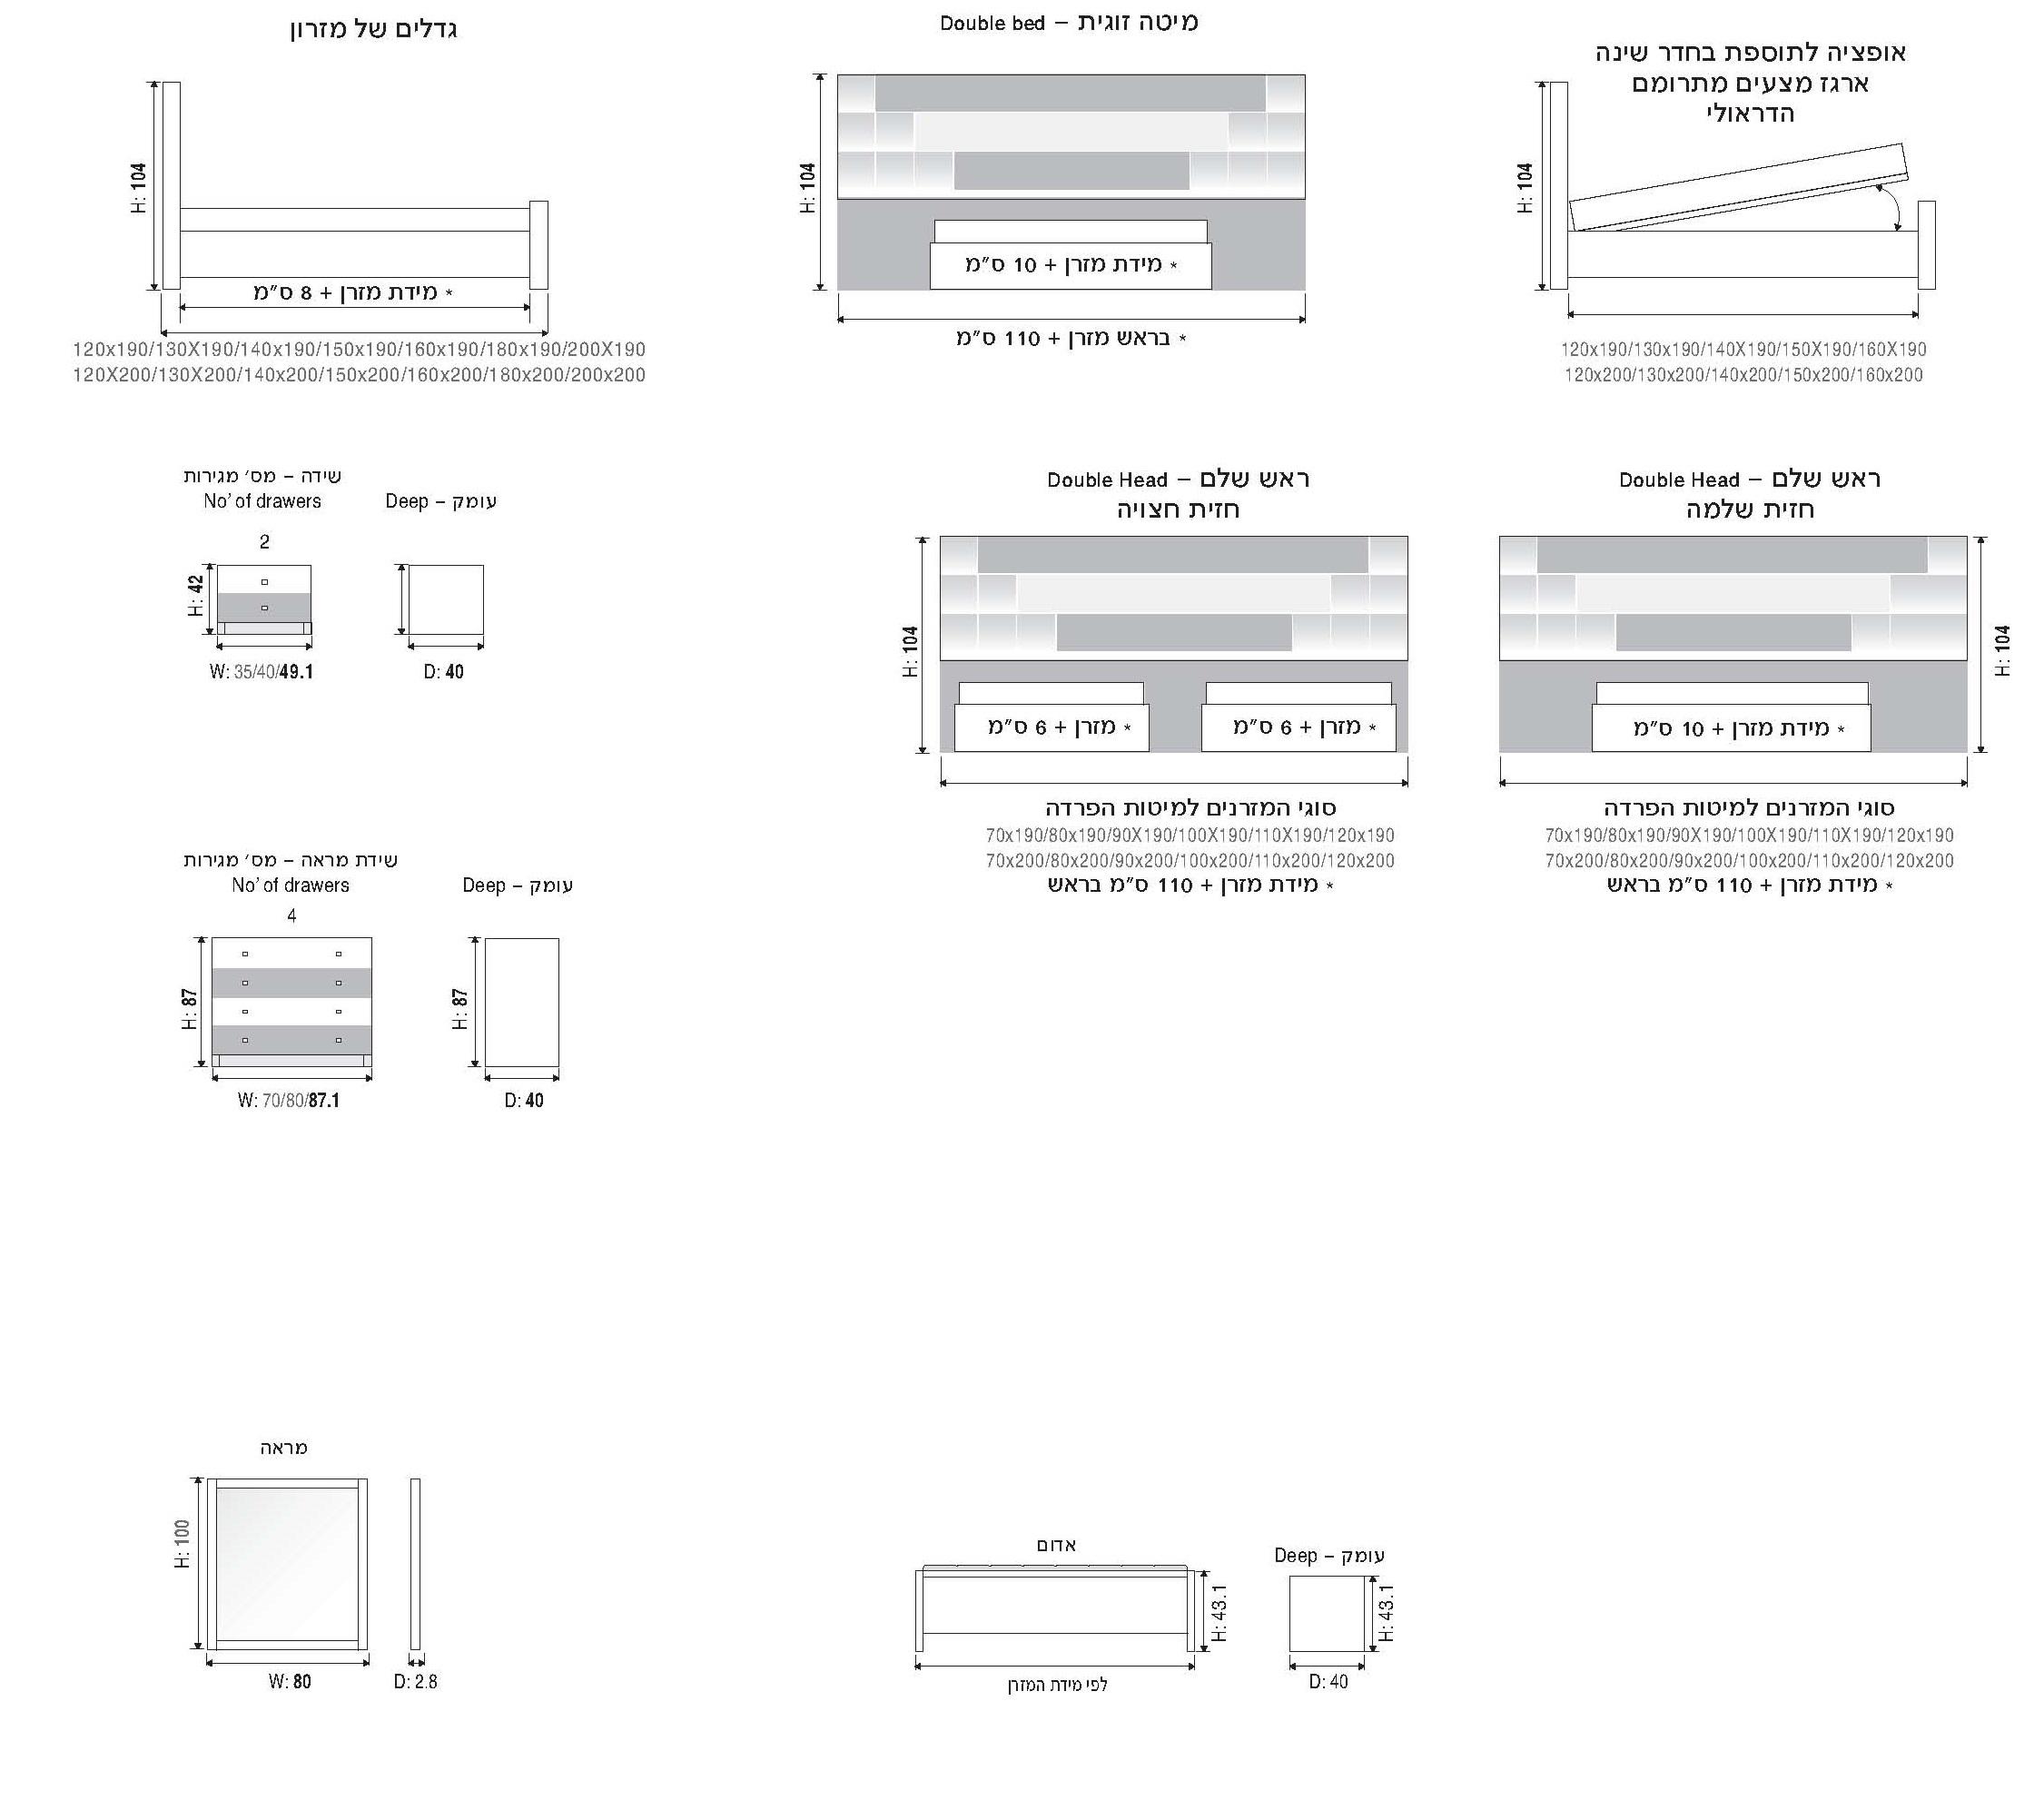 גדלים של מזרון
H: 104
* מידת מזרן + 8 ס"מ
120x190/130X190/140x190/150x190/160x190/180x190/200X190
120X200/130X200/140x200/150x200/160x200/180x200/200x200
מיטה זוגית – Double bed
H: 104
* מידת מזרן + 10 ס"מ
* בראש מזרן + 110 ס"מ
אופציה לתוספת בחדר שינה
ארגז מצעים מתרומם
הדראולי
H: 104
120x190/130x190/140X190/150X190/160X190
120x200/130x200/140x200/150x200/160x200
שידה – מס' מגירות
No' of drawers
2
H: 42
W: 35/40/49.1
עומק – Deep
D: 40
ראש שלם – Double Head
חזית חצויה
H: 104
* מזרן + 6 ס"מ
* מזרן + 6 ס"מ
סוגי המזרנים למיטות הפרדה
70x190/80x190/90X190/100X190/110X190/120x190
70x200/80x200/90x200/100x200/110x200/120x200
* מידת מזרן + 110 ס"מ בראש
ראש שלם – Double Head
חזית שלמה
H: 104
* מידת מזרן + 10 ס"מ
סוגי המזרנים למיטות הפרדה
70x190/80x190/90X190/100X190/110X190/120x190
70x200/80x200/90x200/100x200/110x200/120x200
* מידת מזרן + 110 ס"מ בראש
שידת מראה – מס' מגירות
No' of drawers
4
H: 87
W: 70/80/87.1
עומק – Deep
H: 87
D: 40
מראה
H: 100
W: 80
D: 2.8
אדום
H: 43.1
לפי מידת המזרן
עומק – Deep
H: 43.1
D: 40